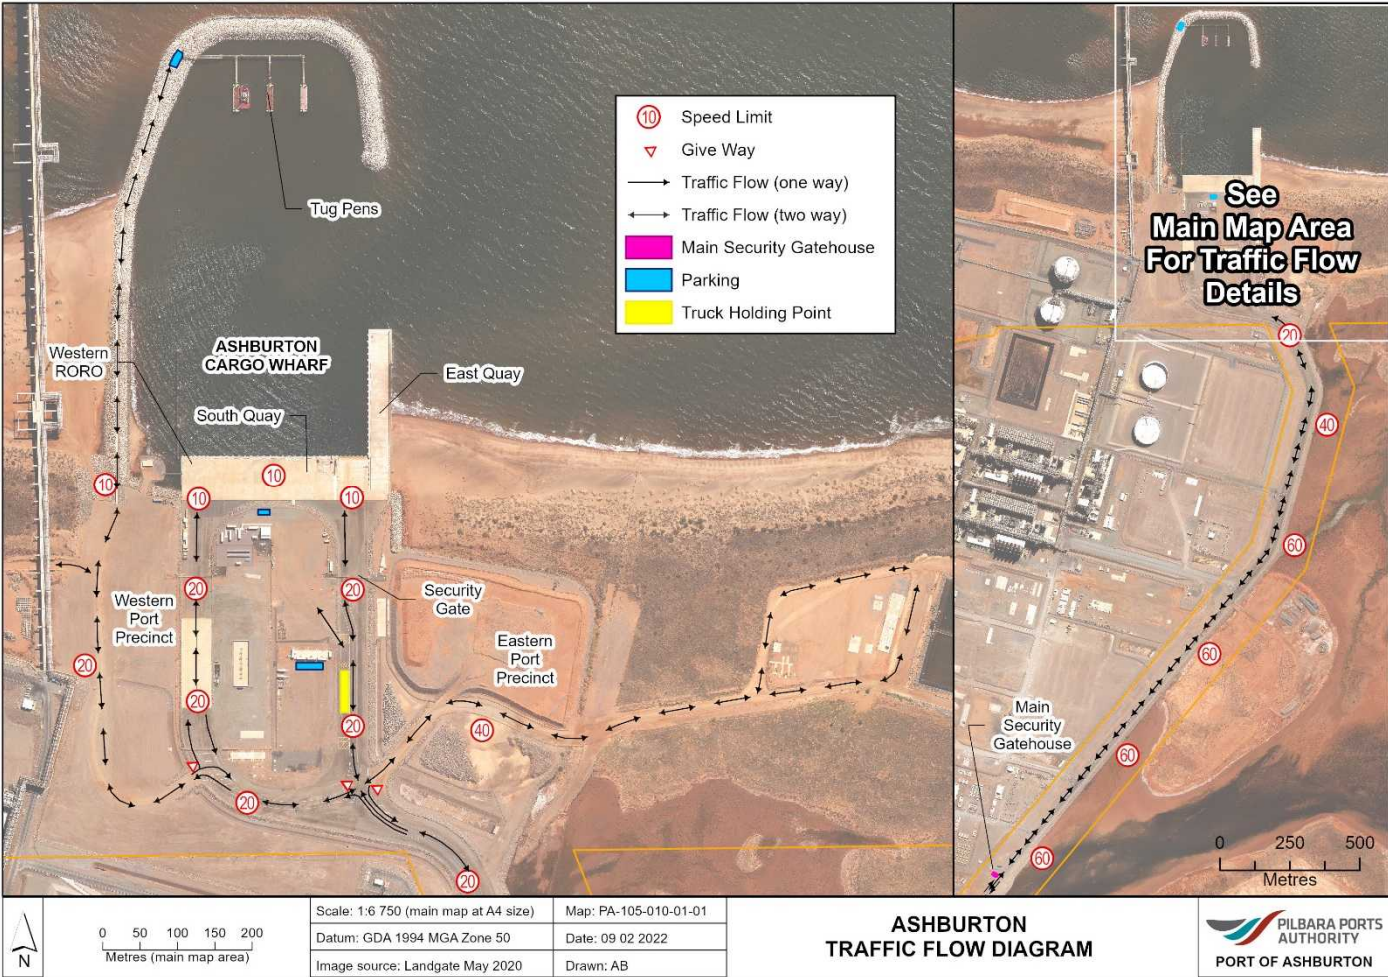 10
Speed Limit
Give Way
Traffic Flow (one way)
Traffic Flow (two way)
Main Security Gatehouse
Parking
Truck Holding Point
Tug Pens
Western
RORO
ASHBURTON
CARGO WHARF
East Quay
South Quay
10
10
10
10
Security
Gate
20
20
Western
Port
Precinct
Eastern
Port
Precinct
20
20
20
40
20
20
See
Main Map Area
For Traffic Flow
Details
20
40
60
60
Main
Security
Gatehouse
60
60
0 250 500
Metres
N
0 50 100 150 200
Metres (main map area)
Scale: 1:6 750 (main map at A4 size)
Map: PA-105-010-01-01
Datum: GDA 1994 MGA Zone 50
Date: 09 02 2022
Image source: Landgate May 2020
Drawn: AB
ASHBURTON
TRAFFIC FLOW DIAGRAM
PILBARA PORTS
AUTHORITY
PORT OF ASHBURTON